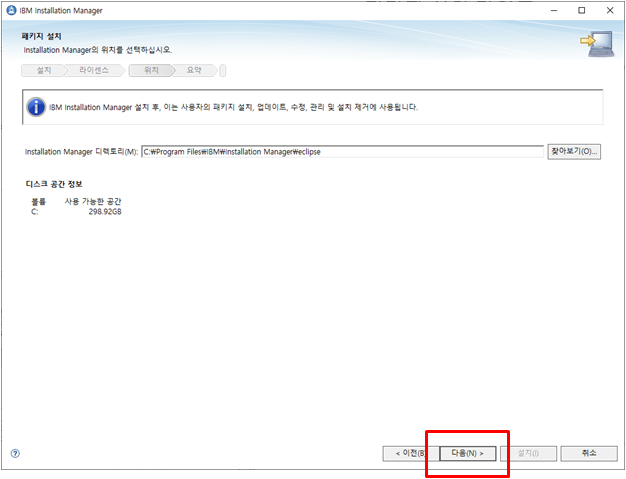 IBM Installation Manager
패키지 설치
Installation Manager의 위치를 선택하십시오.
설치 라이센스 위치 요약
IBM Installation Manager 설치 후, 이는 사용자의 패키지 설치, 업데이트, 수정, 관리 및 설치 제거에 사용됩니다.
Installation Manager 디렉토리(M): C:₩Program Files₩IBM₩Installation Manager₩eclipse 찾아보기(O)...
디스크 공간 정보
볼륨 사용 가능한 공간
C: 298.92GB
< 이전(B) 다음(N) > 설치(I) 취소